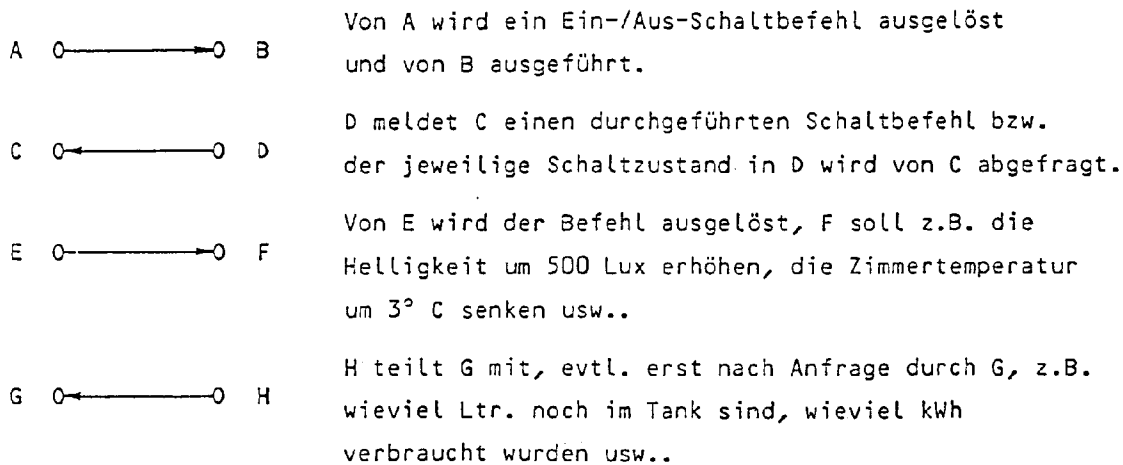 Von A wird ein Ein-/Aus-Schaltbefehl ausgelöst
A B
und von B ausgeführt.
D meldet C einen durchgeführten Schaltbefehl bzw.
C D
der jeweilige Schaltzustand in D wird von C abgefragt.
Von E wird der Befehl ausgelöst, F soll z.B. die
E F
Helligkeit um 500 Lux erhöhen, die Zimmertemperatur
um 3° C senken usw..
H teilt G mit, evtl. erst nach Anfrage durch G, z.B.
G H
wieviel Ltr. noch im Tank sind, wieviel kWh
verbraucht wurden usw..